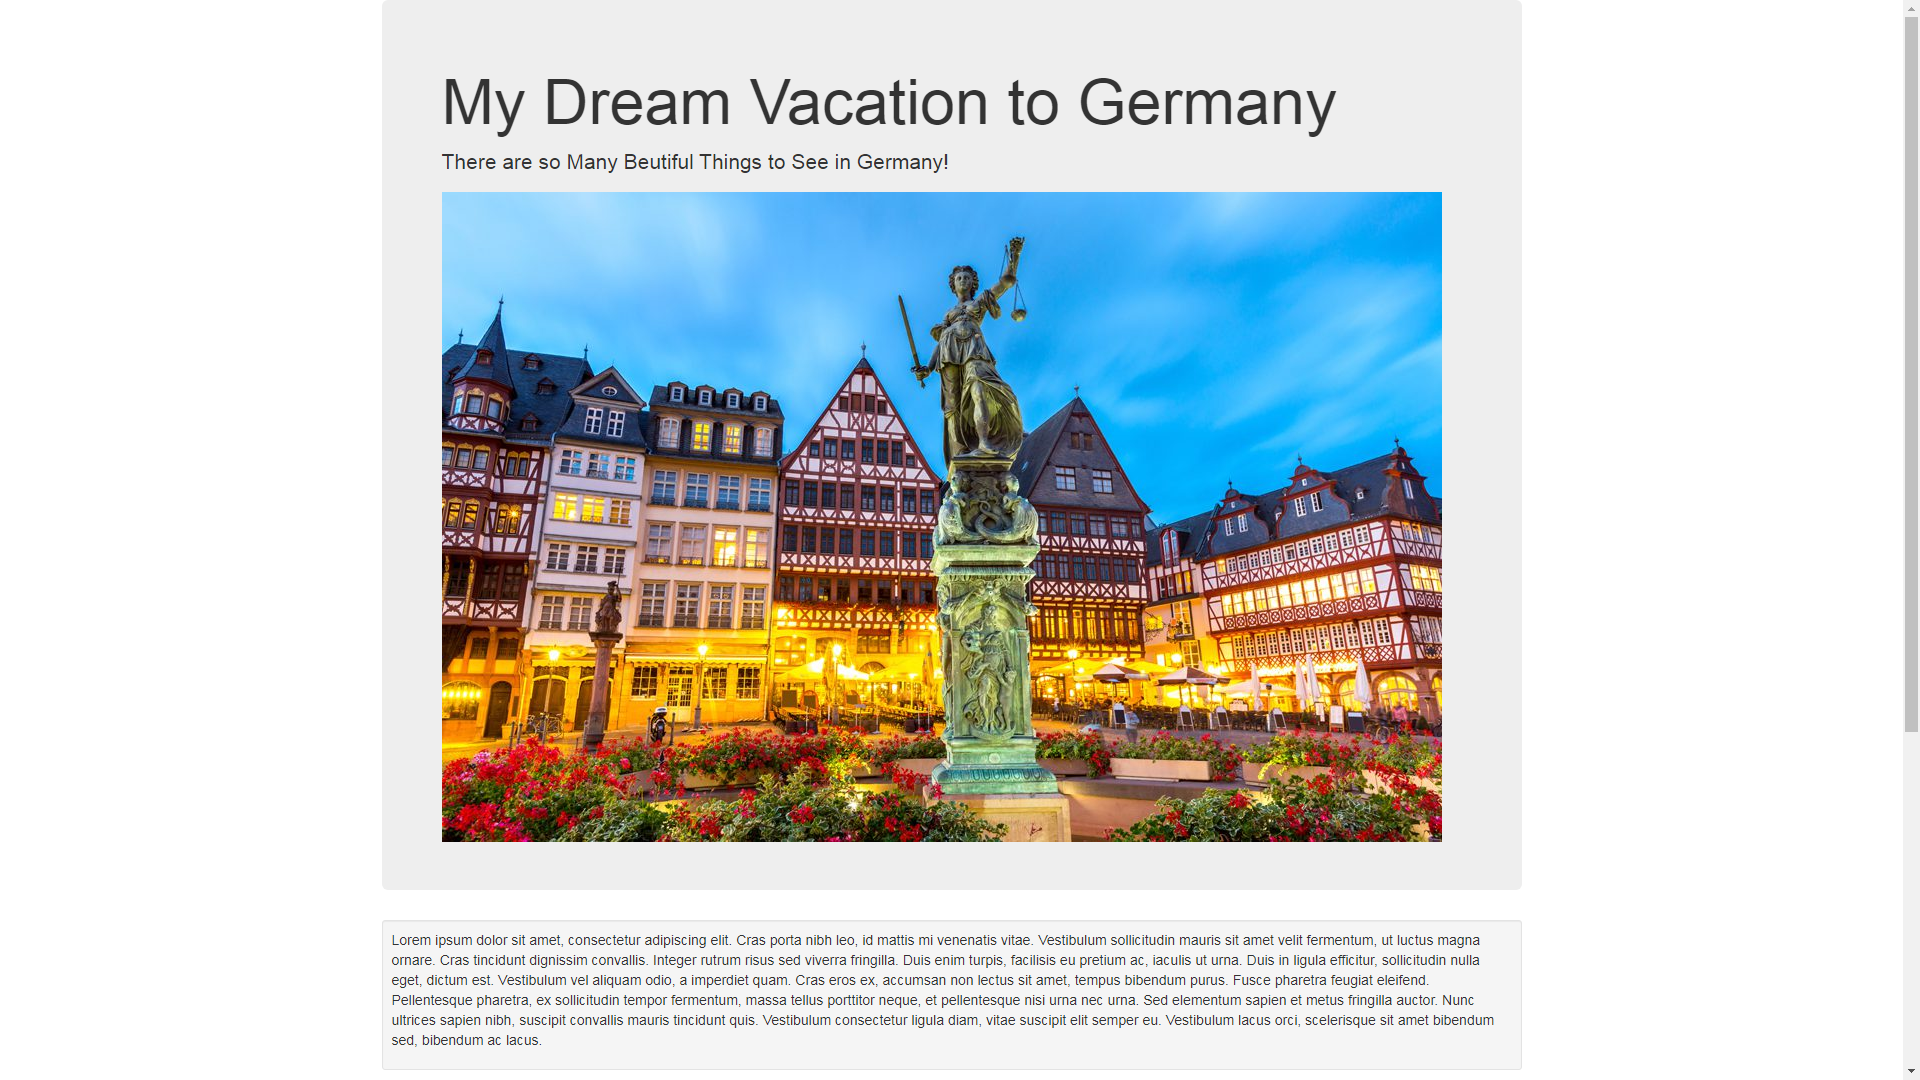 My Dream Vacation to Germany
There are so Many Beutiful Things to See in Germany!
Lorem ipsum dolor sit amet, consectetur adipiscing elit. Cras porta nibh leo, id mattis mi venenatis vitae. Vestibulum sollicitudin mauris sit amet velit fermentum, ut luctus magna
ornare. Cras tincidunt dignissim convallis. Integer rutrum risus sed viverra fringilla. Duis enim turpis, facilisis eu pretium ac, iaculis ut urna. Duis in ligula efficitur, sollicitudin nulla
eget, dictum est. Vestibulum vel aliquam odio, a imperdiet quam. Cras eros ex, accumsan non lectus sit amet, tempus bibendum purus. Fusce pharetra feugiat eleifend.
Pellentesque pharetra, ex sollicitudin tempor fermentum, massa tellus porttitor neque, et pellentesque nisi urna nec urna. Sed elementum sapien et metus fringilla auctor. Nunc
ultrices sapien nibh, suscipit convallis mauris tincidunt quis. Vestibulum consectetur ligula diam, vitae suscipit elit semper eu. Vestibulum lacus orci, scelerisque sit amet bibendum
sed, bibendum ac lacus.